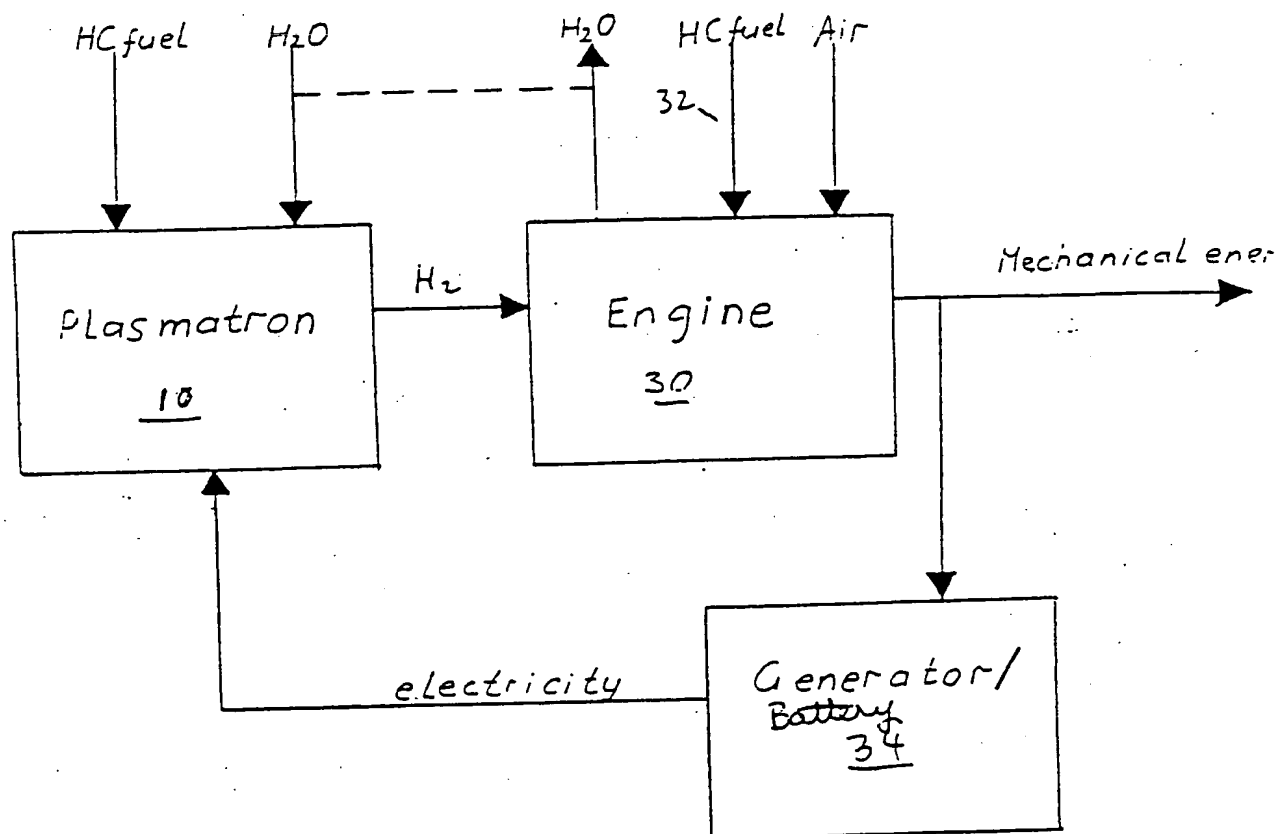 HC fuel H2O H2O HC fuel Air
32
Mechanical ener
H2
Plasmatron
Engine
10
30
electricity
Generator/
Battery
34